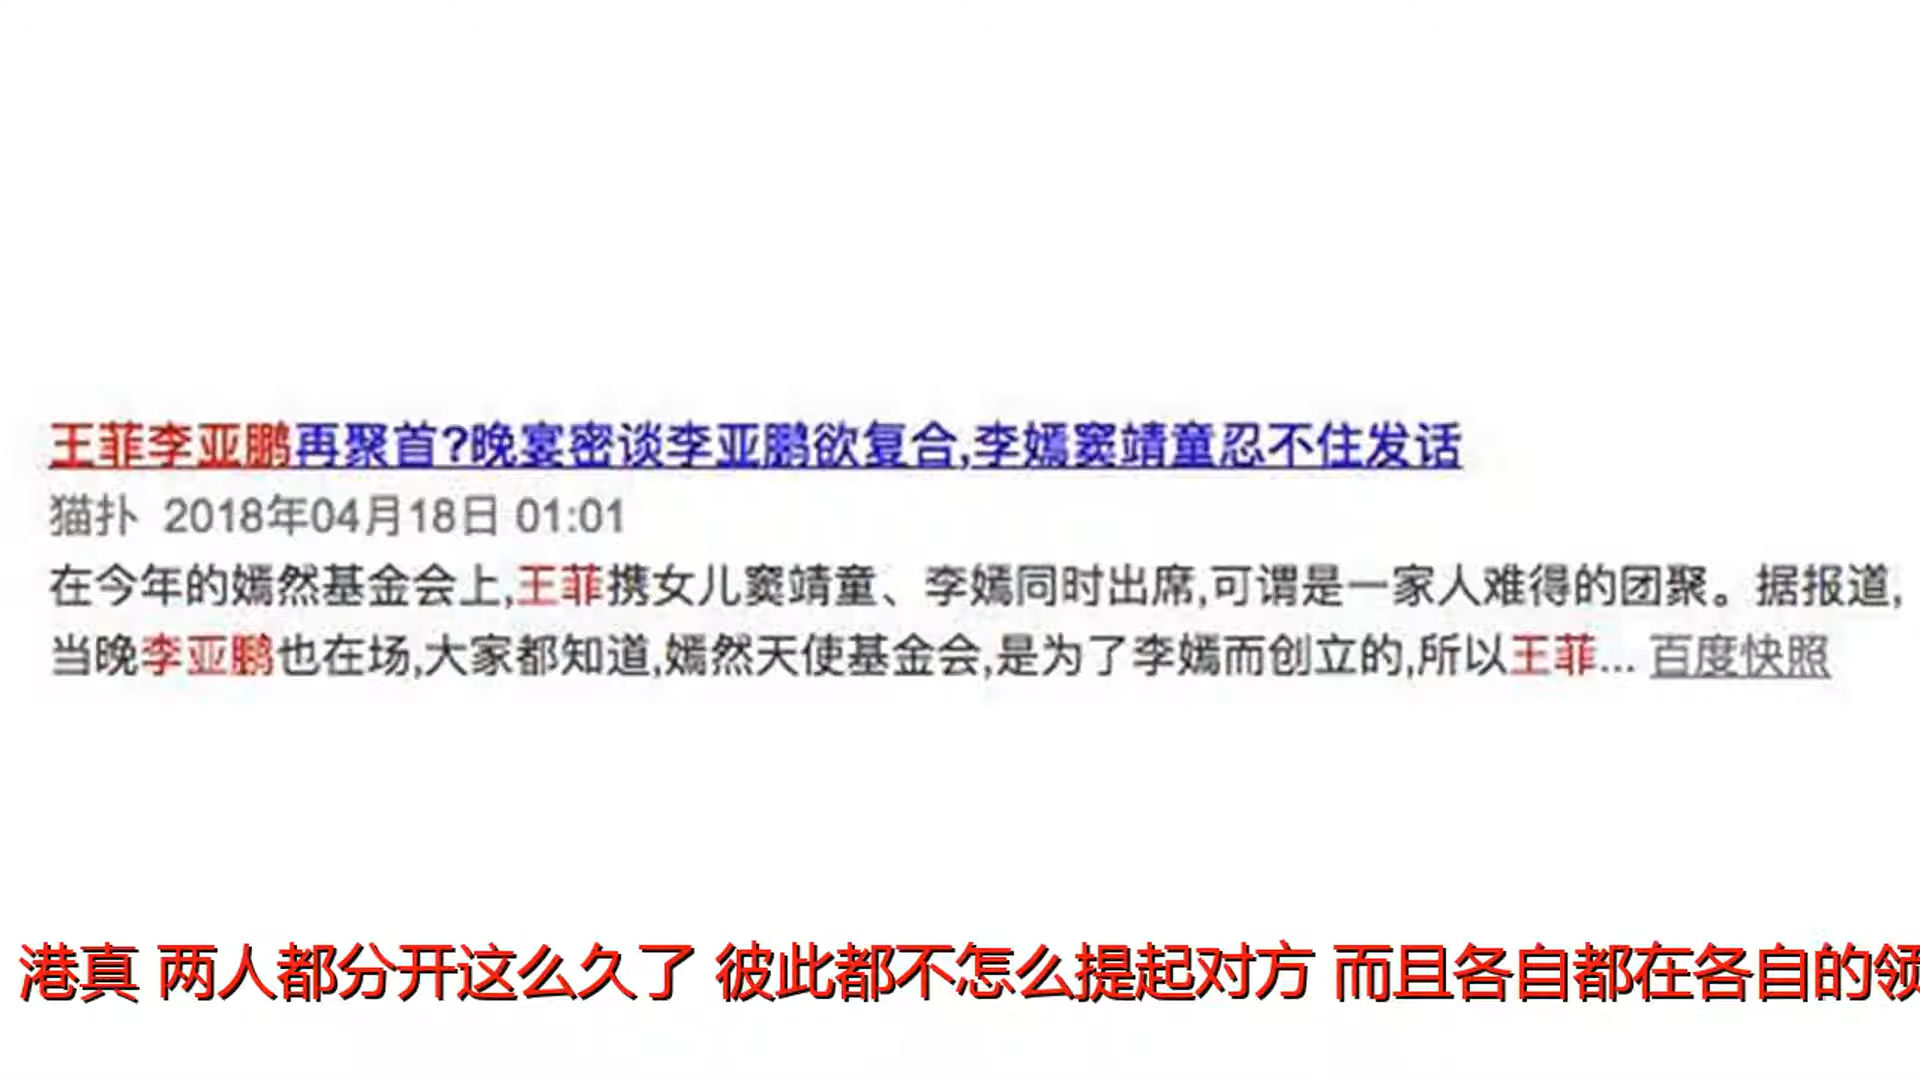 王菲李亚鹏再聚首?晚宴密谈李亚鹏欲复合,李嫣窦靖童忍不住发话
猫扑 2018年04月18日 01:01
在今年的嫣然基金会上,王菲携女儿窦靖童、李嫣同时出席,可谓是一家人难得的团聚。据报道,
当晚李亚鹏也在场,大家都知道,嫣然天使基金会,是为了李嫣而创立的,所以王菲... 百度快照
港真 两人都分开这么久了 彼此都不怎么提起对方 而且各自都在各自的领